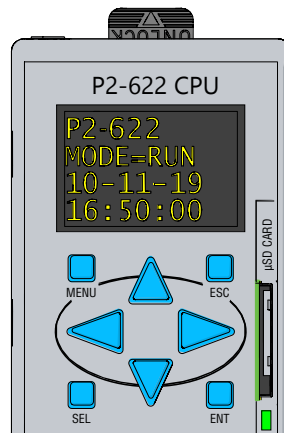 UNLOCK
P2-622 CPU
P2-622
MODE=RUN
10-11-19
16:50:00
µSD CARD
MENU
ESC
SEL
ENT